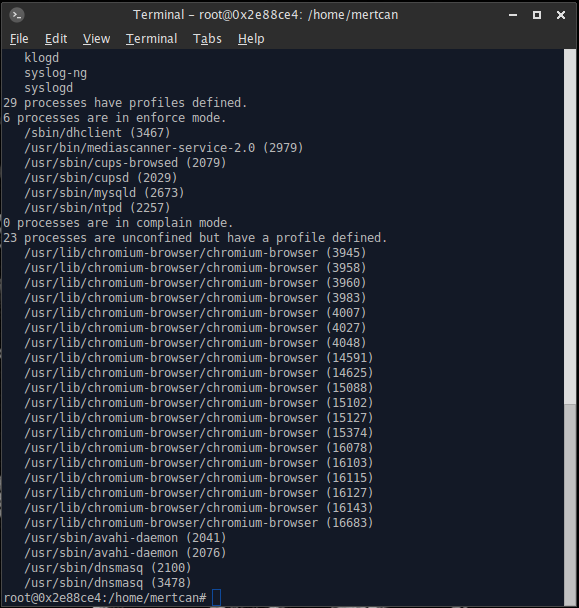 Terminal – root@0x2e88ce4: /home/mertcan
File Edit View Terminal Tabs Help
klogd
syslog-ng
syslogd
29 processes have profiles defined.
6 processes are in enforce mode.
/sbin/dhclient (3467)
/usr/bin/mediascanner-service-2.0 (2979)
/usr/sbin/cups-browsed (2079)
/usr/sbin/cupsd (2029)
/usr/sbin/mysqld (2673)
/usr/sbin/ntpd (2257)
0 processes are in complain mode.
23 processes are unconfined but have a profile defined.
/usr/lib/chromium-browser/chromium-browser (3945)
/usr/lib/chromium-browser/chromium-browser (3958)
/usr/lib/chromium-browser/chromium-browser (3960)
/usr/lib/chromium-browser/chromium-browser (3983)
/usr/lib/chromium-browser/chromium-browser (4007)
/usr/lib/chromium-browser/chromium-browser (4027)
/usr/lib/chromium-browser/chromium-browser (4048)
/usr/lib/chromium-browser/chromium-browser (14591)
/usr/lib/chromium-browser/chromium-browser (14625)
/usr/lib/chromium-browser/chromium-browser (15088)
/usr/lib/chromium-browser/chromium-browser (15102)
/usr/lib/chromium-browser/chromium-browser (15127)
/usr/lib/chromium-browser/chromium-browser (15374)
/usr/lib/chromium-browser/chromium-browser (16078)
/usr/lib/chromium-browser/chromium-browser (16103)
/usr/lib/chromium-browser/chromium-browser (16115)
/usr/lib/chromium-browser/chromium-browser (16127)
/usr/lib/chromium-browser/chromium-browser (16143)
/usr/lib/chromium-browser/chromium-browser (16683)
/usr/sbin/avahi-daemon (2041)
/usr/sbin/avahi-daemon (2076)
/usr/sbin/dnsmasq (2100)
/usr/sbin/dnsmasq (3478)
root@0x2e88ce4:/home/mertcan#